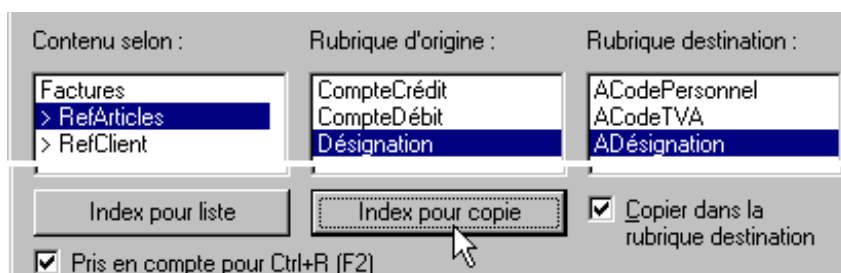 Contenu selon :
Rubrique d'origine :
Rubrique destination :
Factures
> RefArticles
> RefClient
CompteCrédit
CompteDébit
Désignation
ACodePersonnel
ACodeTVA
ADésignation
Index pour liste
Index pour copie
Copier dans la
rubrique destination
Pris en compte pour Ctrl+R (F2)